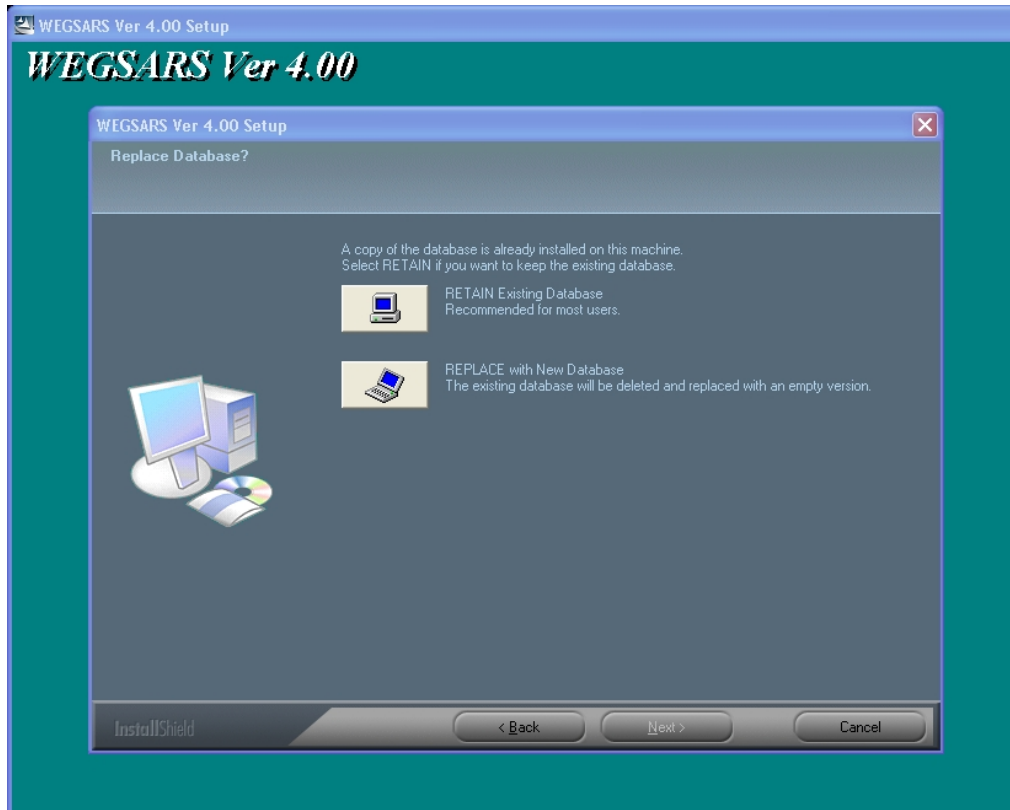 WEGSARS Ver 4.00 Setup
WEGSARS Ver 4.00
WEGSARS Ver 4.00 Setup
Replace Database?
A copy of the database is already installed on this machine.
Select RETAIN if you want to keep the existing database.
RETAIN Existing Database
Recommended for most users.
REPLACE with New Database
The existing database will be deleted and replaced with an empty version.
InstallShield
< Back
Next >
Cancel